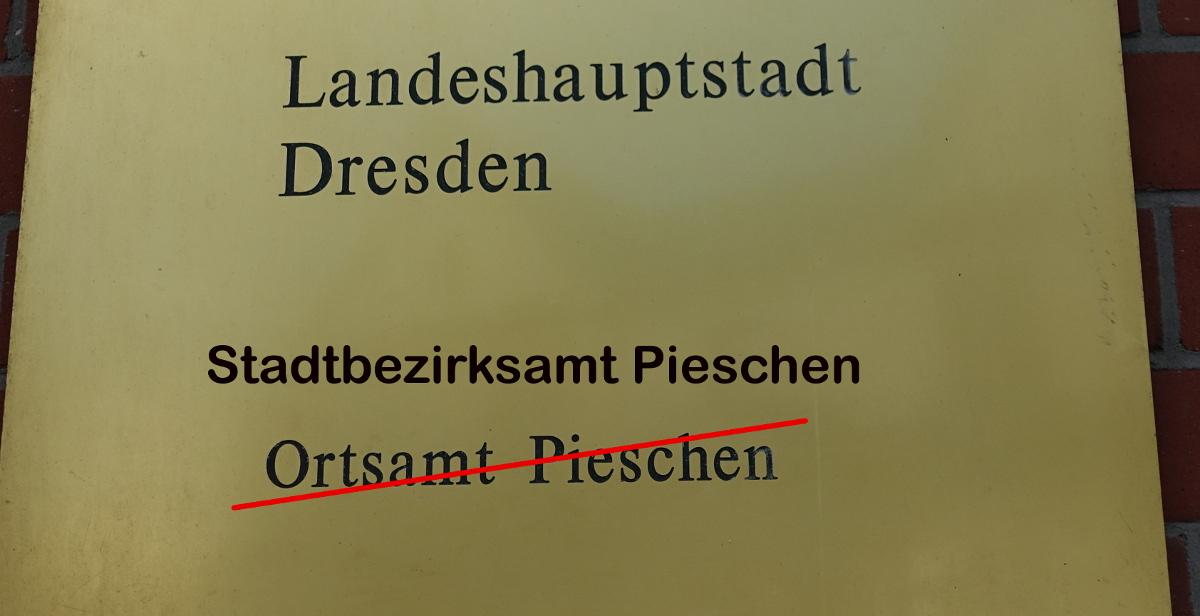 Landeshauptstadt
Dresden
Stadtbezirksamt Pieschen
Ortsamt Pieschen